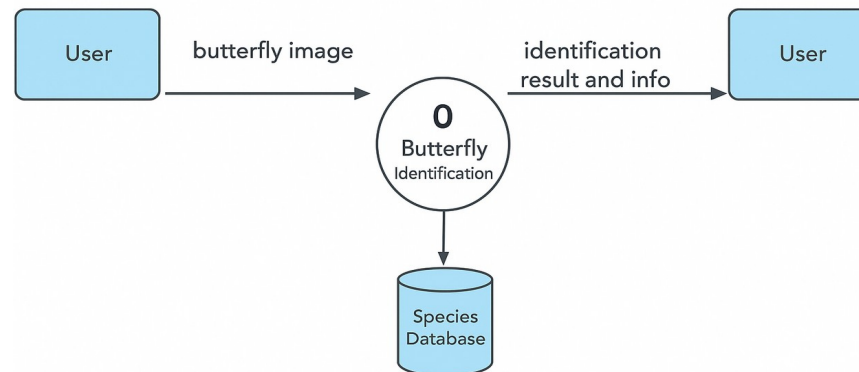 User
butterfly image
identification
result and info
User
0
Butterfly
Identification
Species
Database